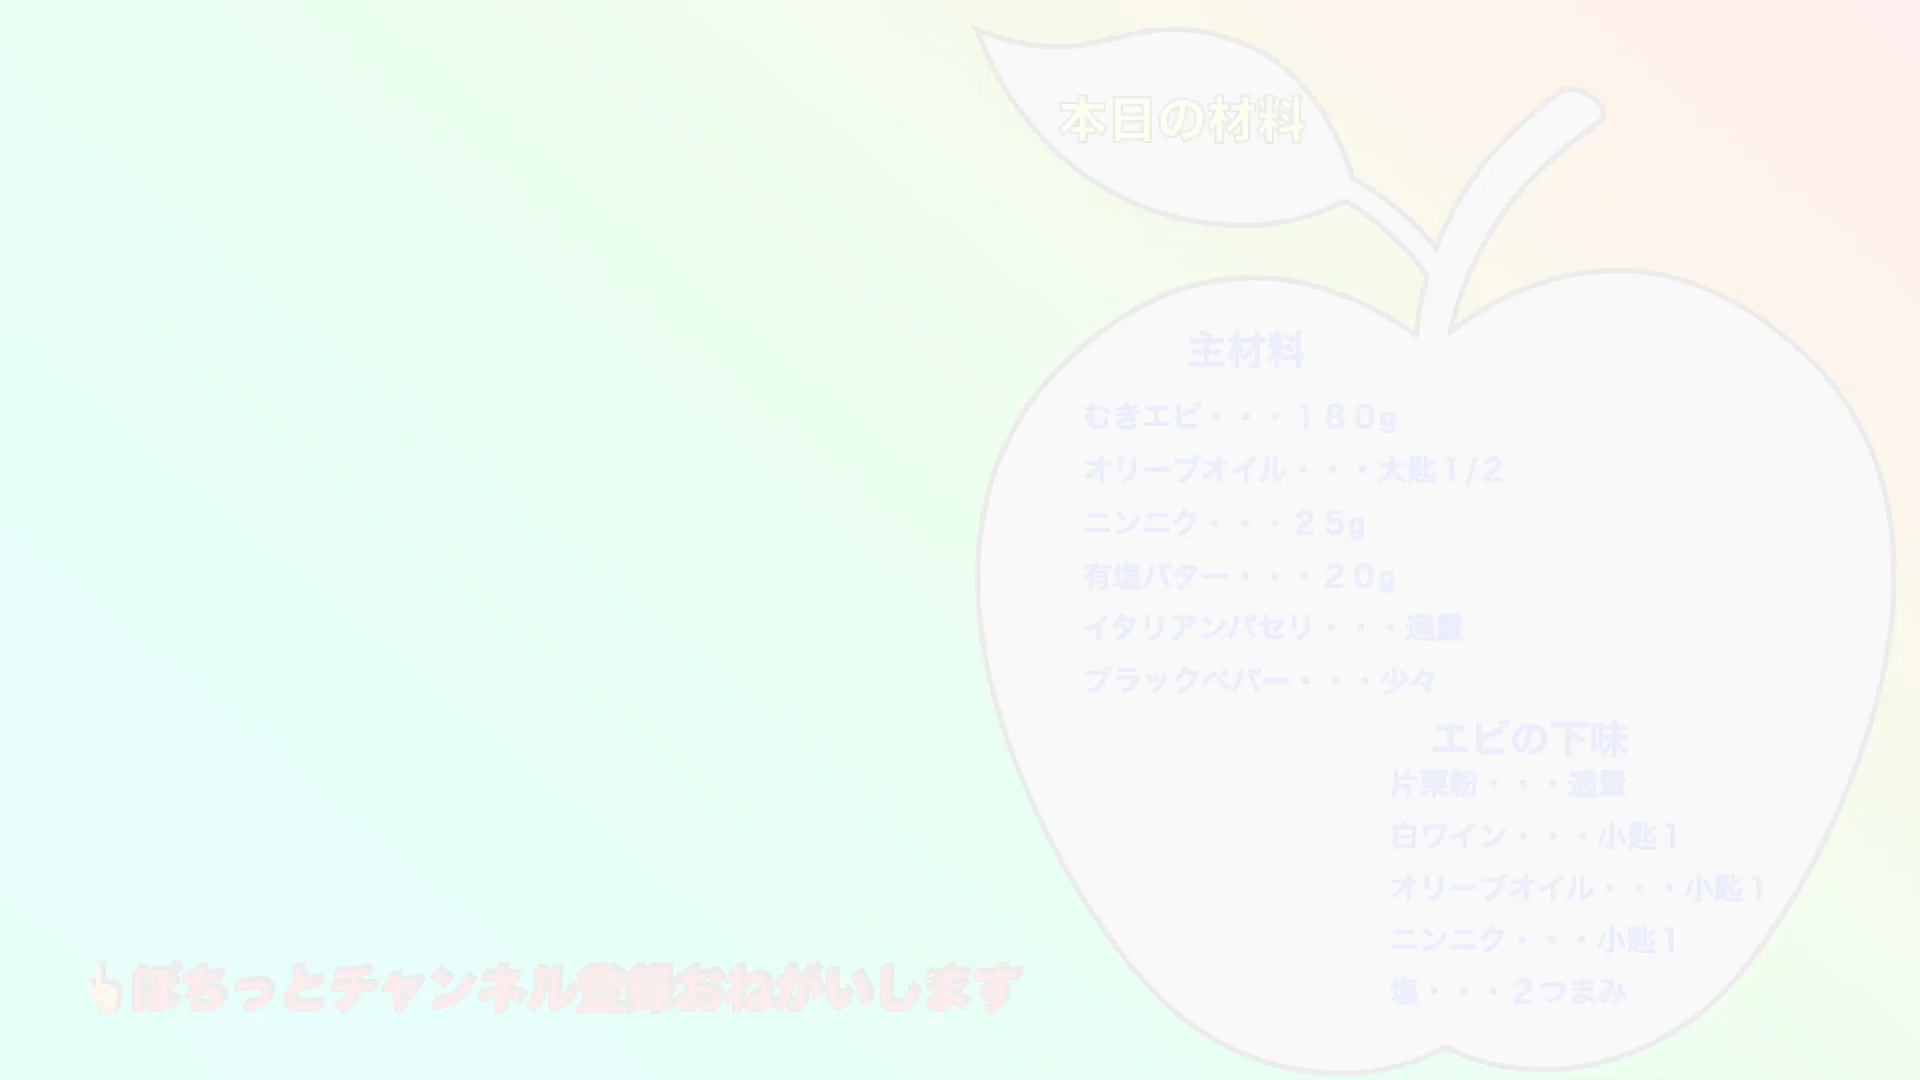 本日の材料
主材料
むきエビ・・・１８０g
オリーブオイル・・・大匙１/２
ニンニク・・・２５g
有塩バター・・・２０g
イタリアンパセリ・・・適量
ブラックペパー・・・少々
エビの下味
片栗粉・・・適量
白ワイン・・・小匙１
オリーブオイル・・・小匙１
ニンニク・・・小匙１
塩・・・２つまみ
👆ぽちっとチャンネル登録おねがいします